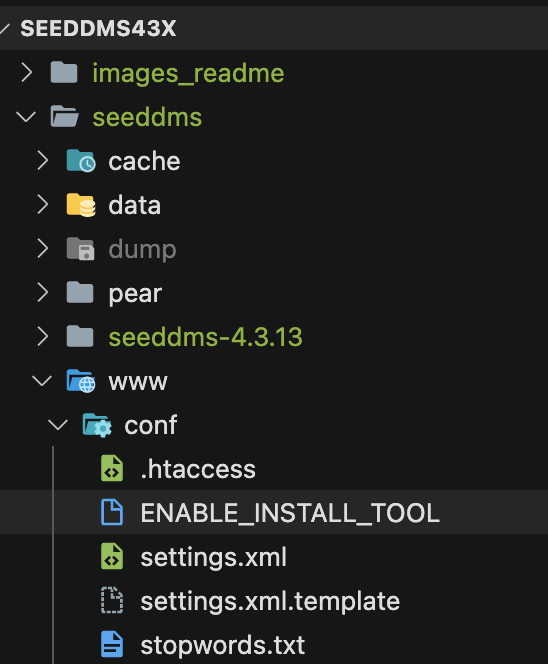 SEEDDMS43X
images_readme
seeddms
cache
data
dump
pear
seeddms-4.3.13
www
conf
.htaccess
ENABLE_INSTALL_TOOL
settings.xml
settings.xml.template
stopwords.txt